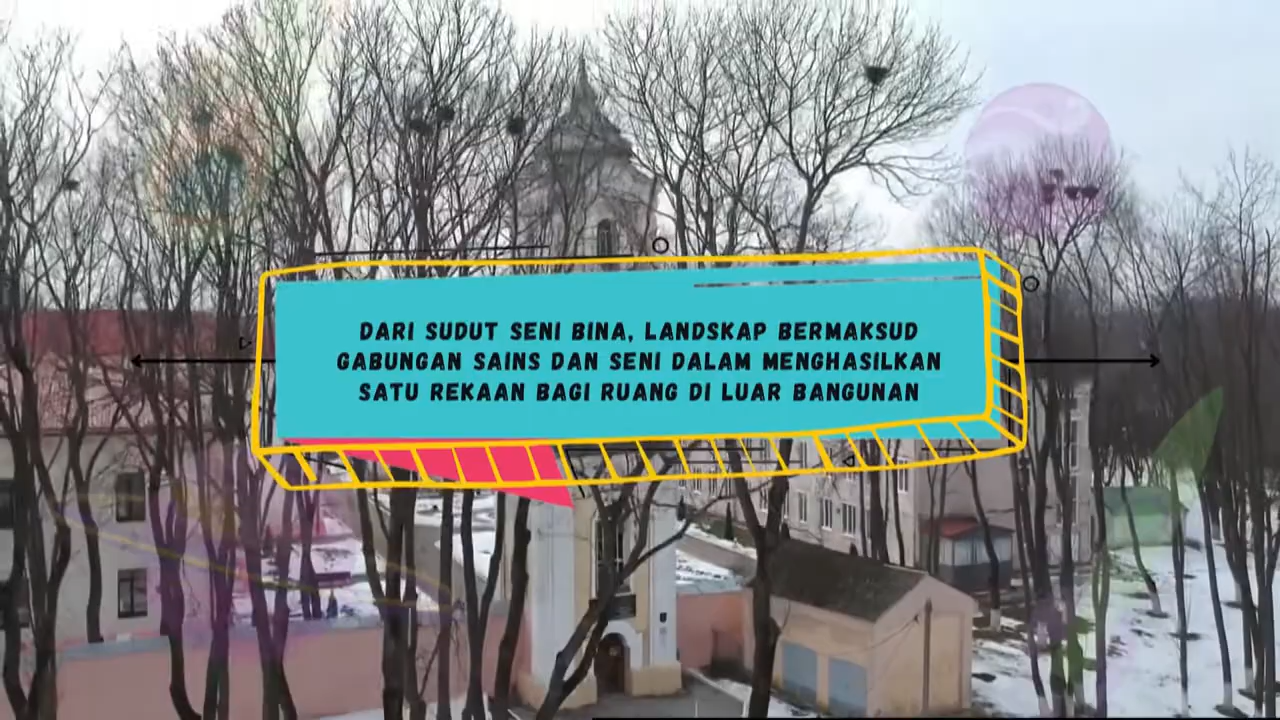 DARI SUDUT SENI BINA, LANDSKAP BERMAKSUD
GABUNGAN SAINS DAN SENI DALAM MENGHASILKAN
SATU REKAAN BAGI RUANG DI LUAR BANGUNAN